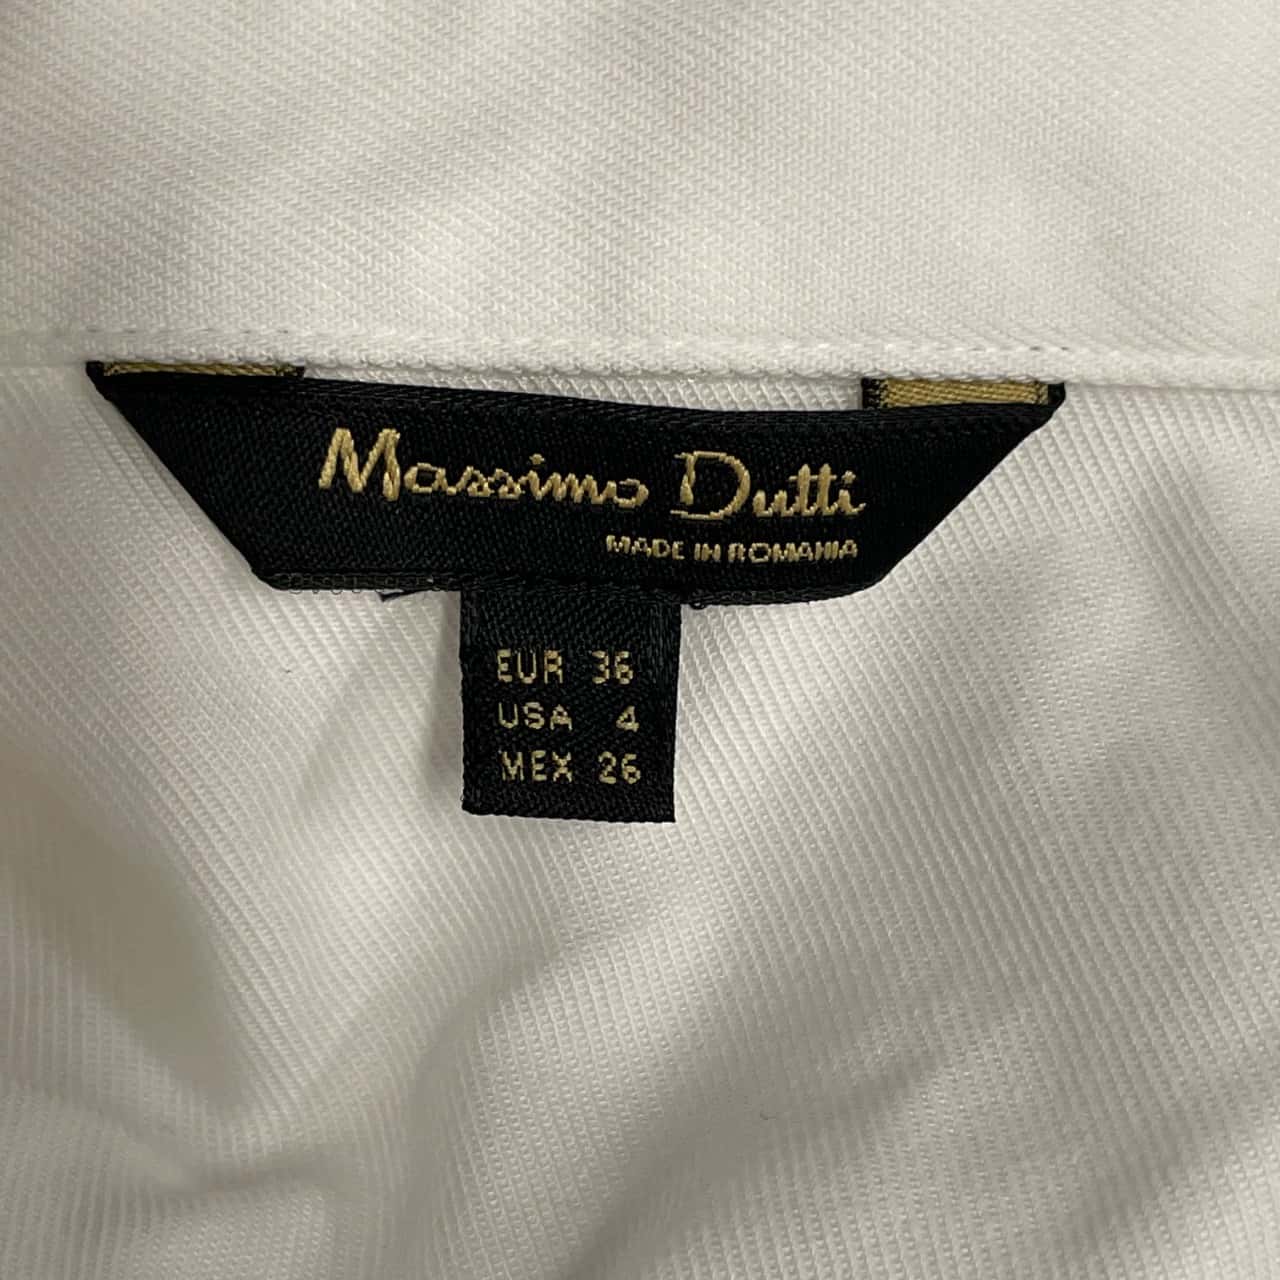 Massimo Dutti
MADE IN ROMANIA
EUR 36
USA 4
MEX 26